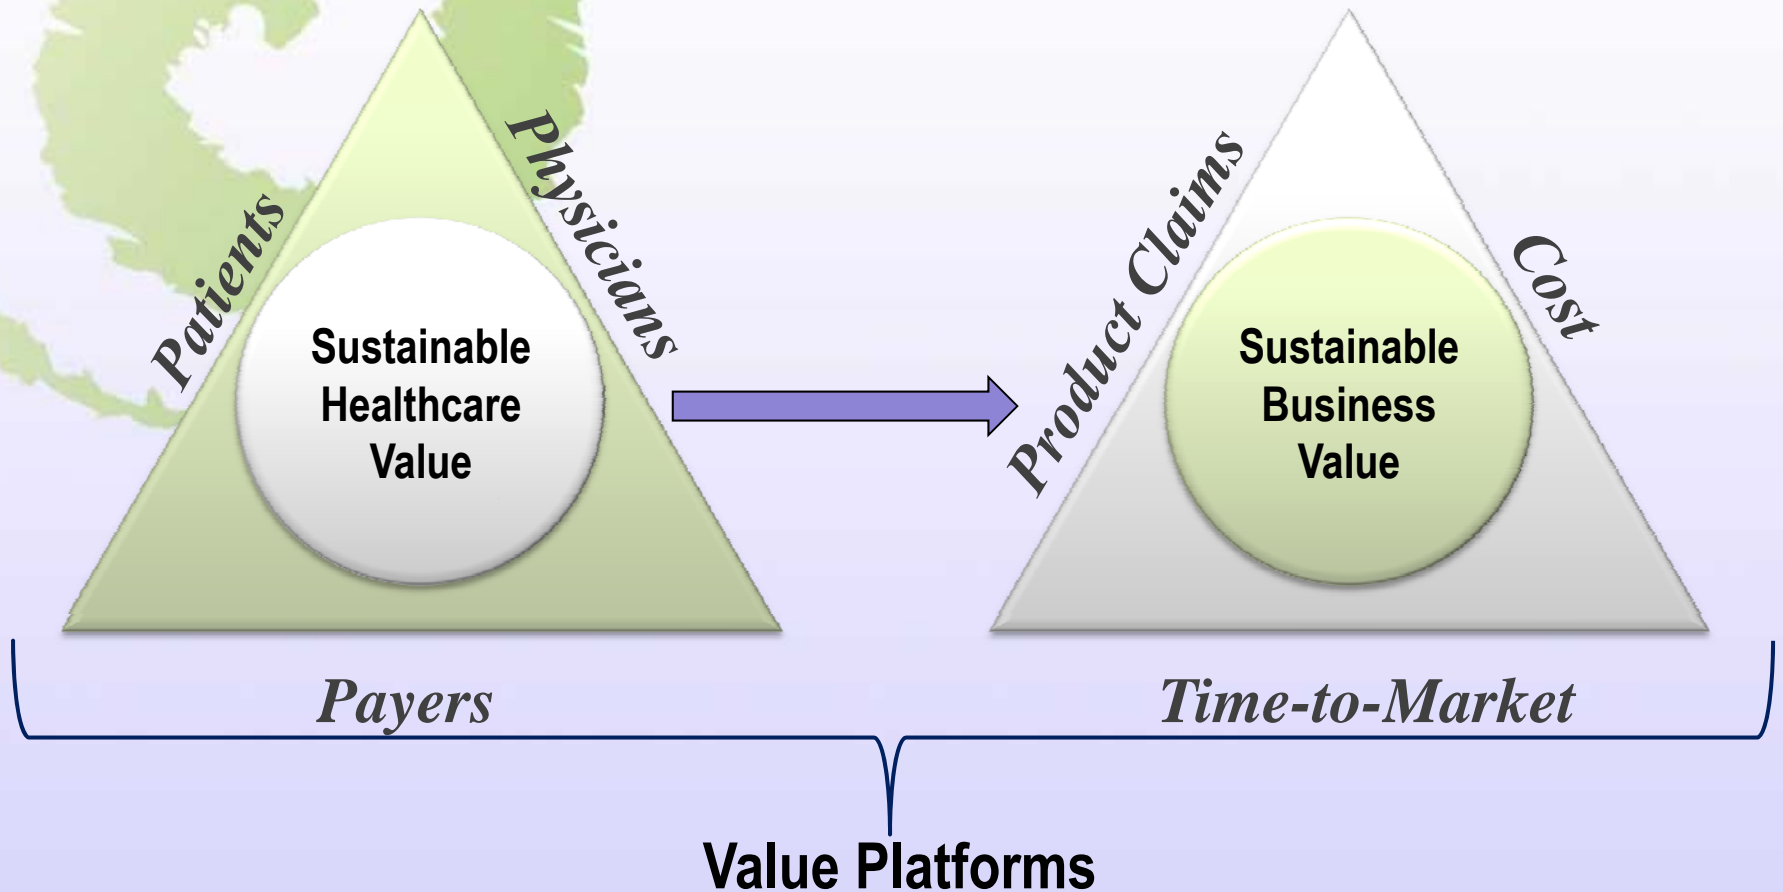 Patients
Physicians
Sustainable
Healthcare
Value
Payers
Product Claims
Cost
Sustainable
Business
Value
Time-to-Market
Value Platforms